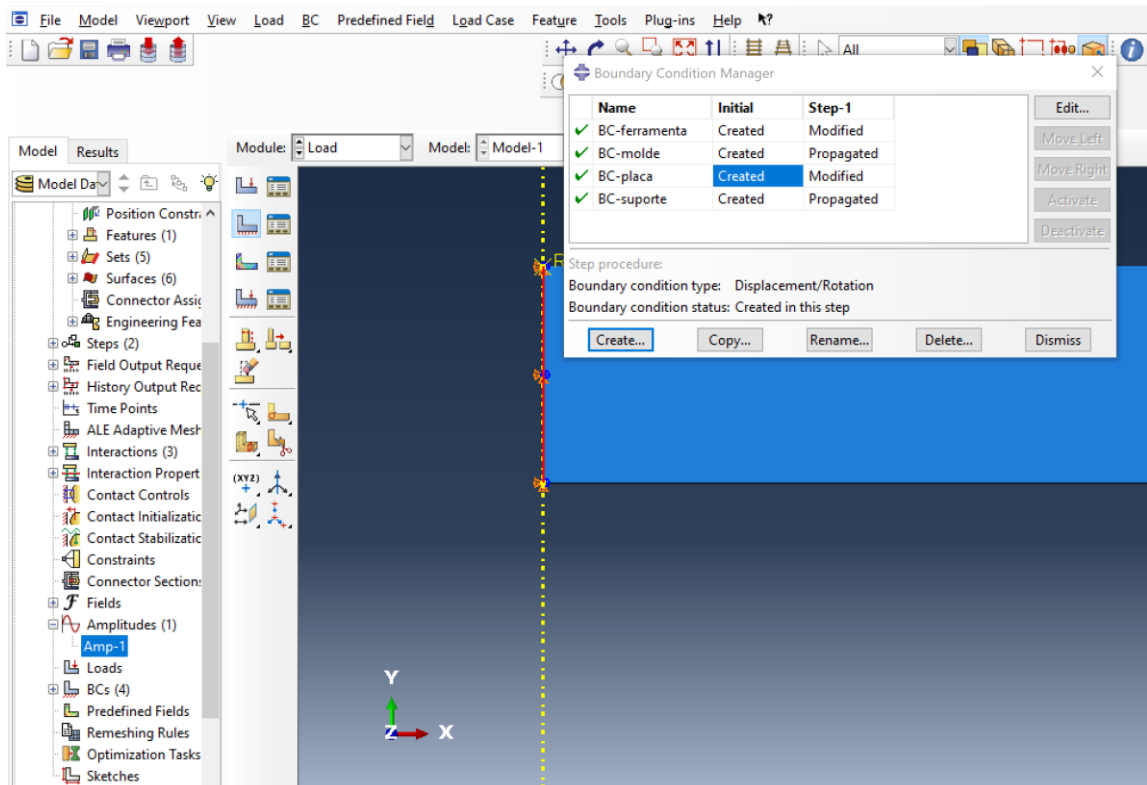 File Model Viewport View Load BC Predefined Field Load Case Feature Tools Plug-ins Help
All
Boundary Condition Manager
Name Initial Step-1
BC-ferramenta Created Modified
BC-molde Created Propagated
BC-placa Created Modified
BC-suporte Created Propagated
Edit...
Move Left
Move Right
Activate
Deactivate
Step procedure:
Boundary condition type: Displacement/Rotation
Boundary condition status: Created in this step
Create... Copy... Rename... Delete... Dismiss
Model Results
Module: Load Model: Model-1
Model Da
Position Constr
Features (1)
Sets (5)
Surfaces (6)
Connector Assig
Engineering Fea
Steps (2)
Field Output Reque
History Output Rec
Time Points
ALE Adaptive Mesh
Interactions (3)
Interaction Propert
Contact Controls
Contact Initializatic
Contact Stabilizatic
Constraints
Connector Sections
Fields
Amplitudes (1)
Amp-1
Loads
BCs (4)
Predefined Fields
Remeshing Rules
Optimization Tasks
Sketches
(XYZ)
R
Y
Z X